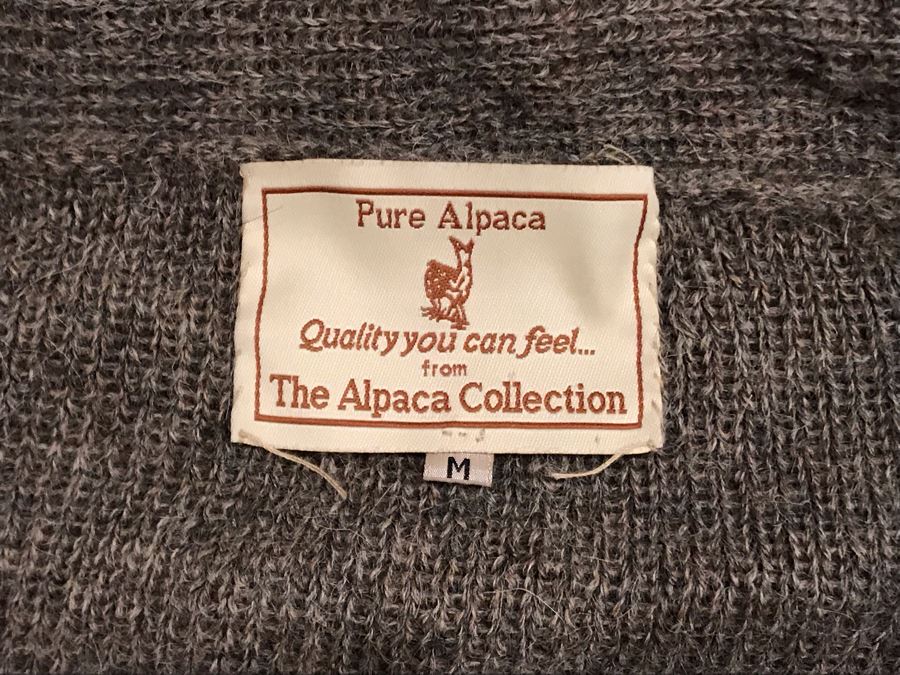 Pure Alpaca
Quality you can feel...
from
The Alpaca Collection
M